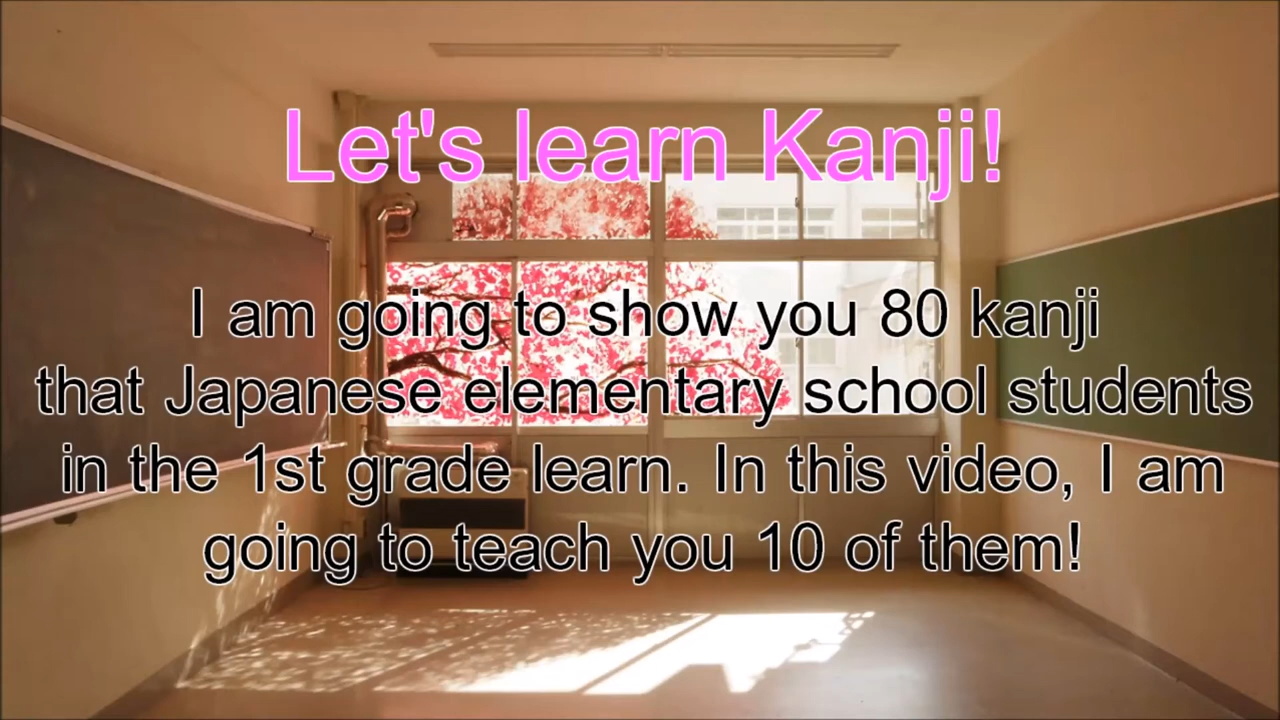 Let's learn Kanji!
I am going to show you 80 kanji
that Japanese elementary school students
in the 1st grade learn. In this video, I am
going to teach you 10 of them!